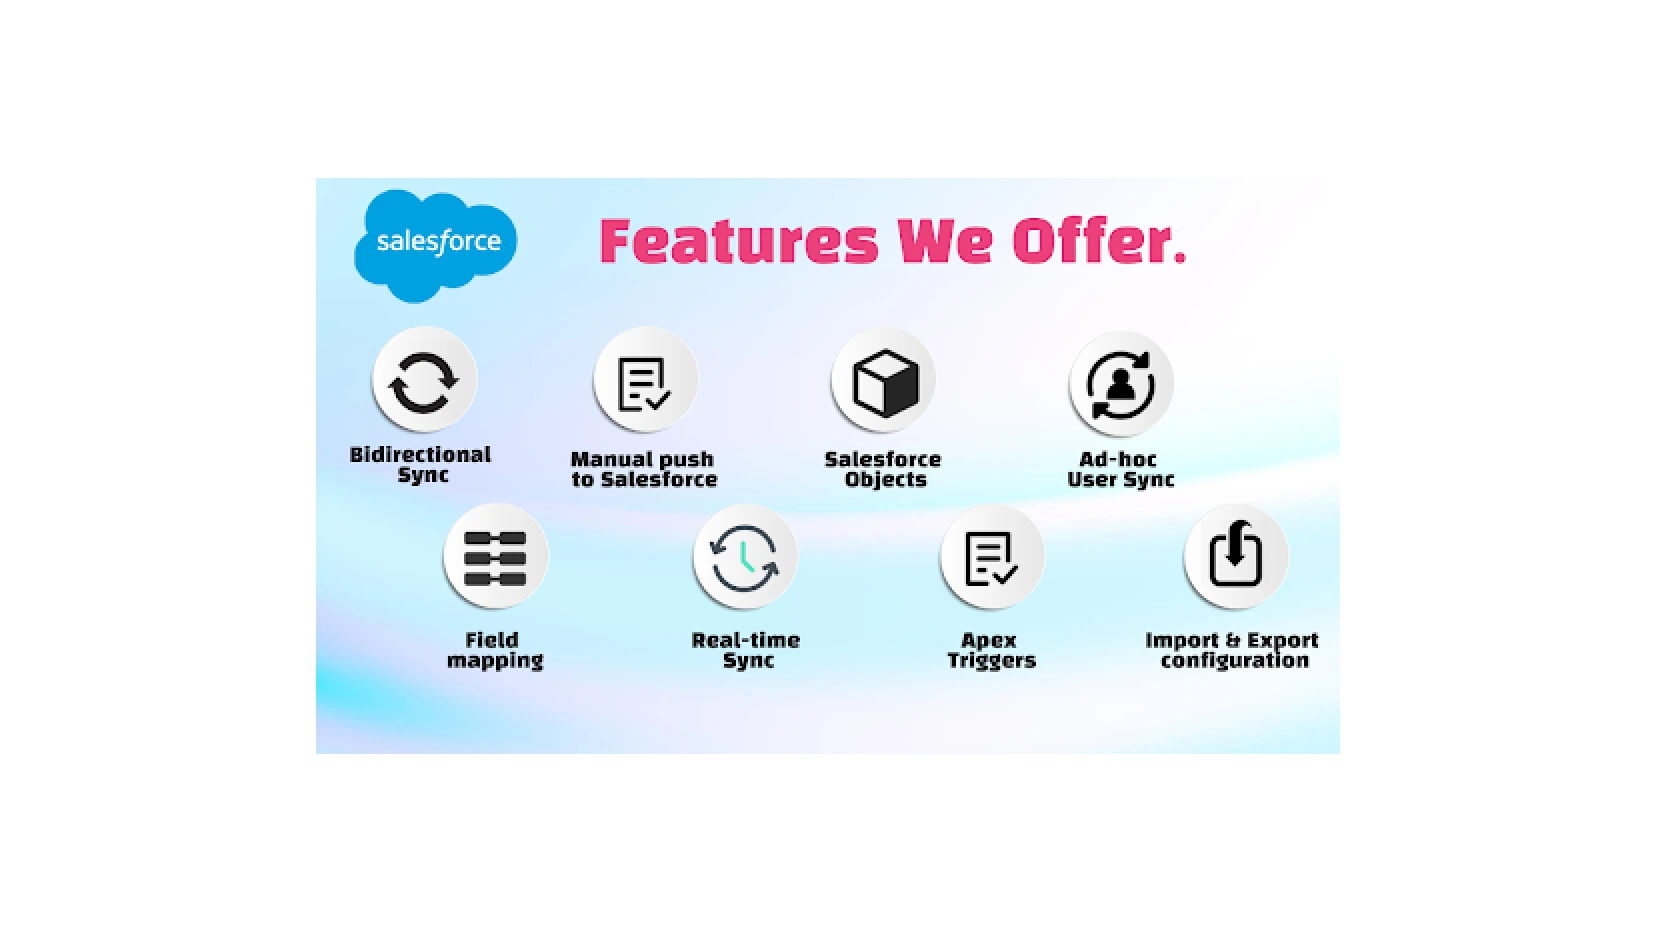 salesforce
Features We Offer.
Bidirectional
Sync
Manual push
to Salesforce
Salesforce
Objects
Ad-hoc
User Sync
Field
mapping
Real-time
Sync
Apex
Triggers
Import & Export
configuration